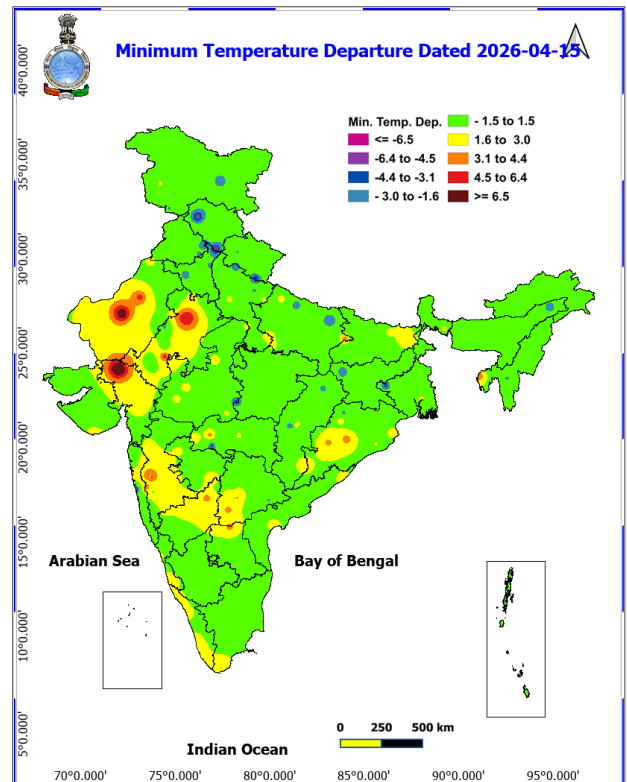 Minimum Temperature Departure Dated 2026-04-15
40°0.000'
35°0.000'
30°0.000'
25°0.000'
20°0.000'
15°0.000'
10°0.000'
5°0.000'
Min. Temp. Dep.
<= -6.5
-6.4 to -4.5
-4.4 to -3.1
- 3.0 to -1.6
- 1.5 to 1.5
1.6 to 3.0
3.1 to 4.4
4.5 to 6.4
>= 6.5
Arabian Sea
Bay of Bengal
Indian Ocean
0 250 500 km
70°0.000' 75°0.000' 80°0.000' 85°0.000' 90°0.000' 95°0.000'